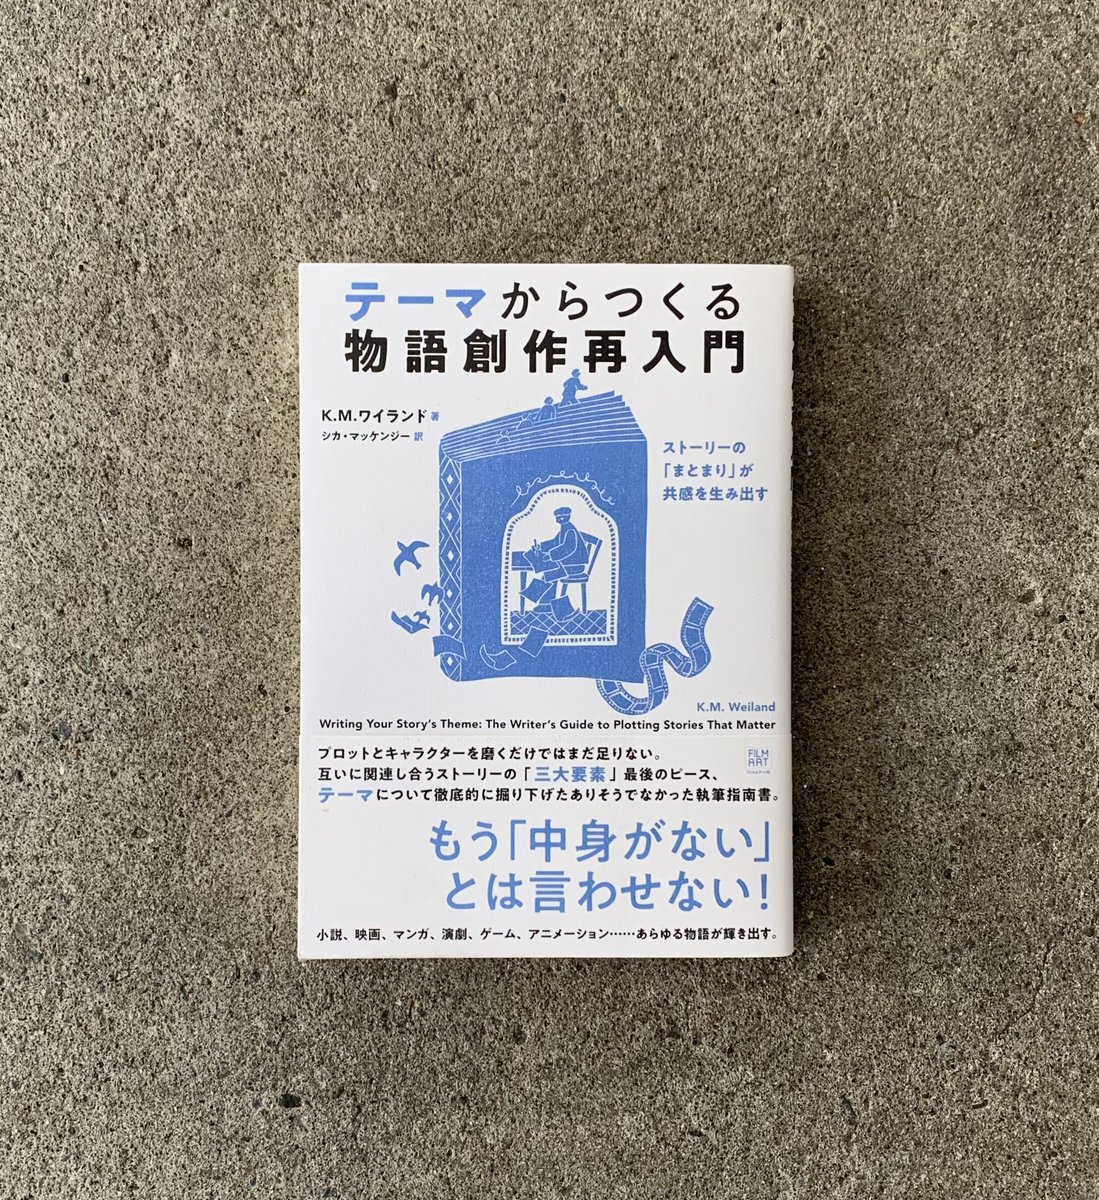 テーマからつくる
物語創作再入門
K.M.ワイランド 著
シカ・マッケンジー 訳
ストーリーの
「まとまり」が
共感を生み出す
K.M. Weiland
Writing Your Story's Theme: The Writer's Guide to Plotting Stories That Matter
プロットとキャラクターを磨くだけではまだ足りない。
互いに関連し合うストーリーの「三大要素」最後のピース、
テーマについて徹底的に掘り下げたありそうでなかった執筆指南書。
FILM
ART
フィルムアート社
もう「中身がない」
とは言わせない!
小説、映画、マンガ、演劇、ゲーム、アニメーション……あらゆる物語が輝き出す。